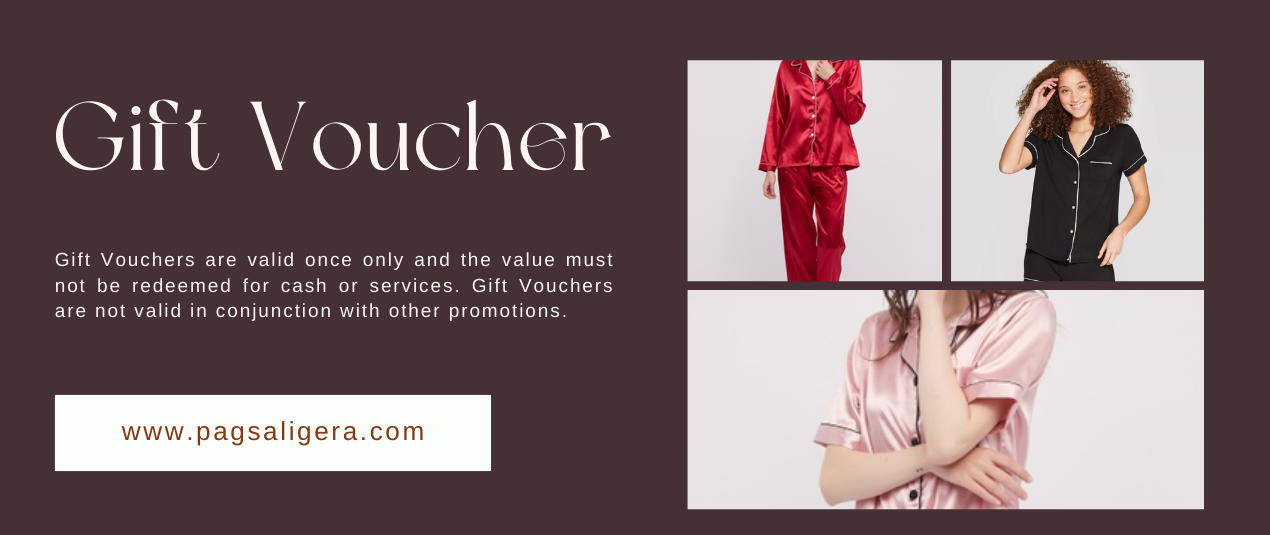 Gift Voucher
Gift Vouchers are valid once only and the value must
not be redeemed for cash or services. Gift Vouchers
are not valid in conjunction with other promotions.
www.pagsaligera.com